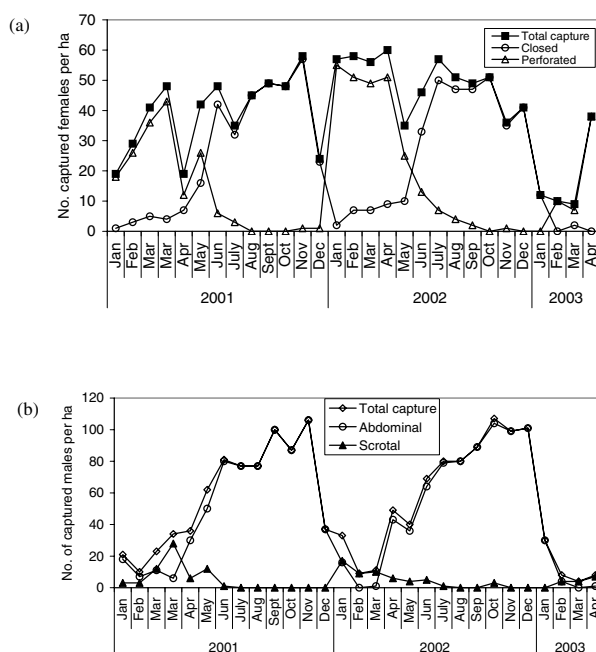 (a)
70
60
50
40
30
20
10
0
No. captured females per ha
Total capture
Closed
Perforated
Jan Feb Mar Mar Apr May Jun July Aug Sept Oct Nov Dec Jan Feb Mar Apr May Jun July Aug Sep Oct Nov Dec Jan Feb Mar Apr
2001 2002 2003
(b)
120
100
80
60
40
20
0
No. of captured males per ha
Total capture
Abdominal
Scrotal
Jan Feb Mar Mar Apr May Jun July Aug Sept Oct Nov Dec Jan Feb Mar Apr May Jun July Aug Sep Oct Nov Dec Jan Feb Mar Apr
2001 2002 2003